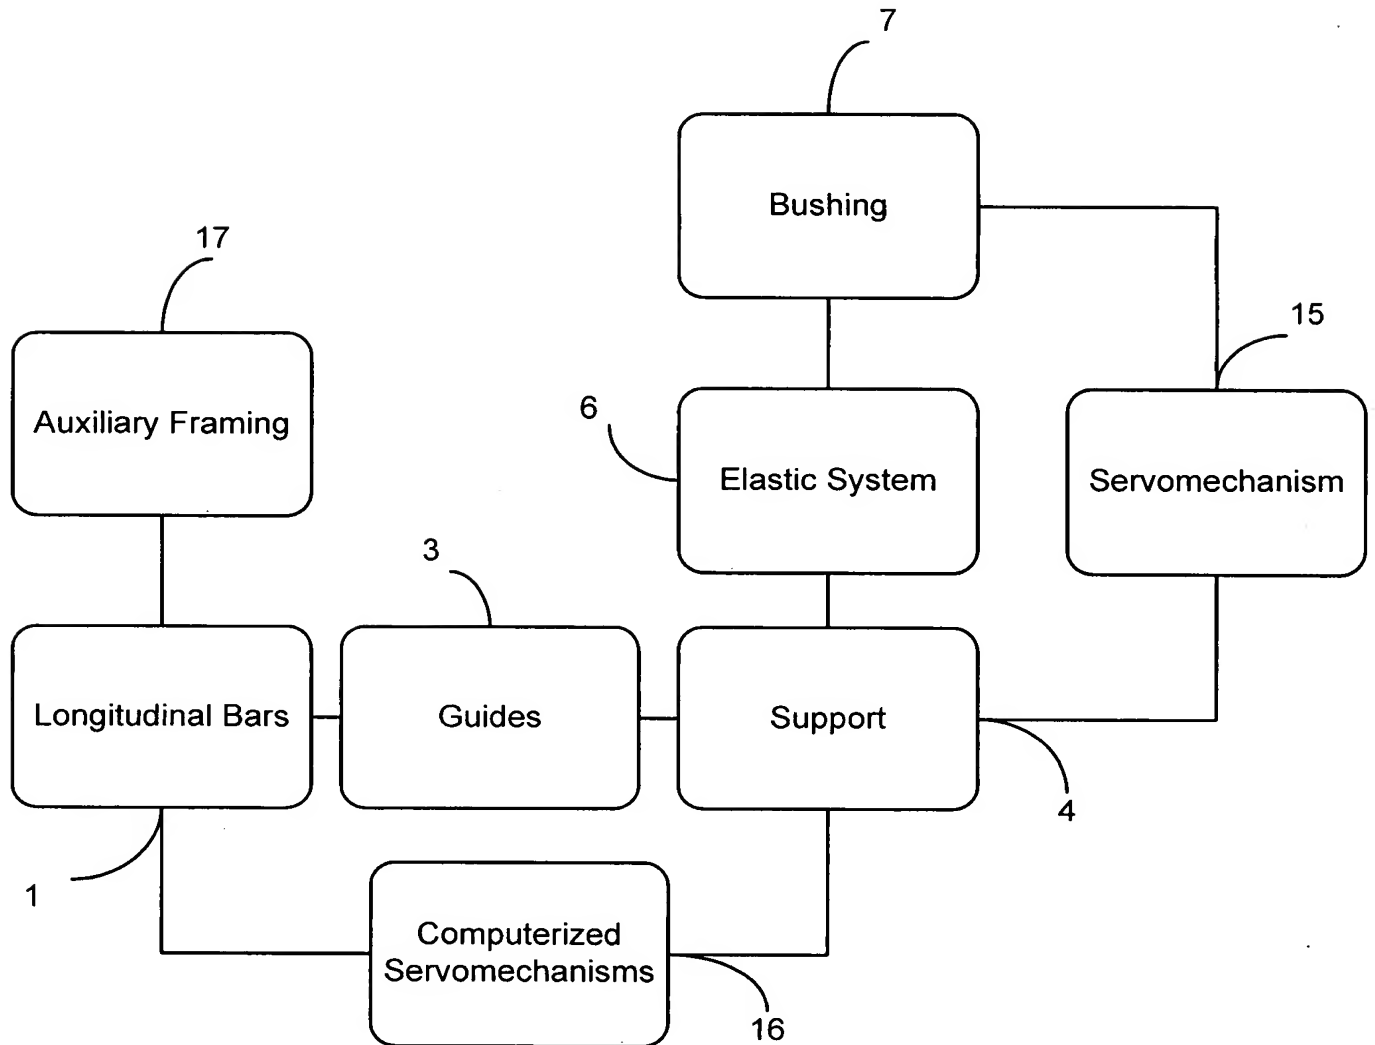 7
Bushing
17
15
Auxiliary Framing
6
Elastic System
Servomechanism
3
Longitudinal Bars
Guides
Support
4
1
Computerized
Servomechanisms
16